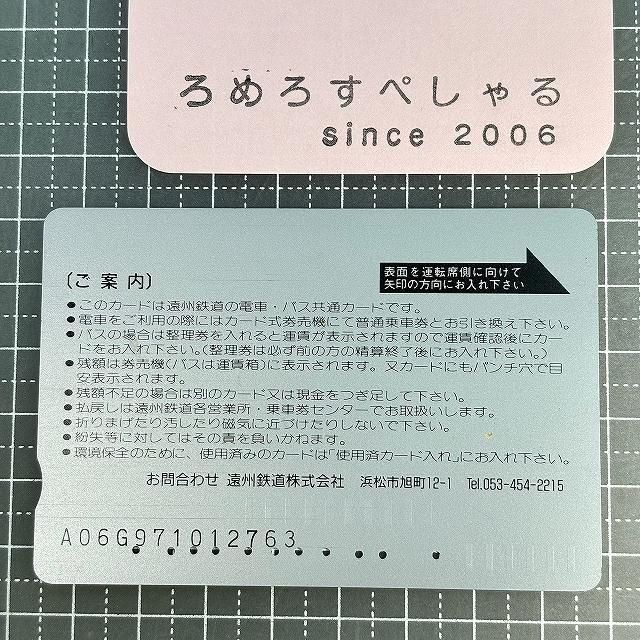 ろめろすぺしゃる
since 2006
表面を運転席側に向けて
矢印の方向にお入れ下さい
〔ご案内〕
●このカードは遠州鉄道の電車・バス共通カードです。
●電車をご利用の際にはカード式券売機にて普通乗車券とお引き換え下さい。
●バスの場合は整理券を入れると運賃が表示されますので運賃確認後にカー
ドをお入れ下さい。(整理券は必ず前の方の精算終了後にお入れ下さい。)
●残額は券売機(バスは運賃箱)に表示されます。又カードにもパンチ穴で目
安表示されます。
●残額不足の場合は別のカード又は現金をつぎ足して下さい。
●払戻しは遠州鉄道各営業所・乗車券センターでお取扱いします。
●折りまげたり汚したり磁気に近づけたりしないで下さい。
●紛失等に対してはその責を負いかねます。
●環境保全のために、使用済みのカードは「使用済カード入れ」にお入れ下さい。
お問合わせ 遠州鉄道株式会社 浜松市旭町12-1 Tel.053-454-2215
A06G971012763